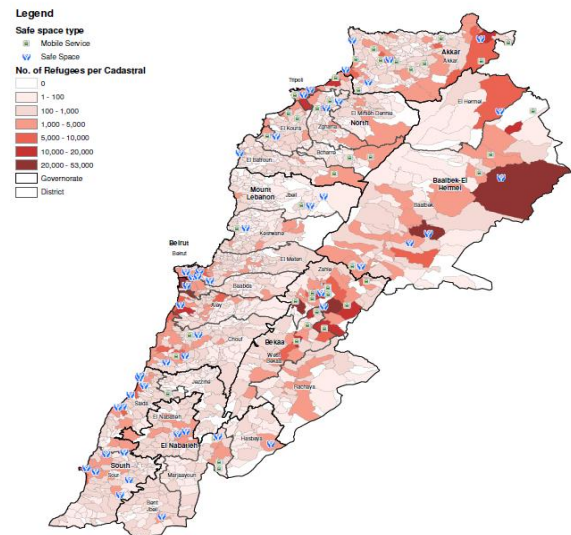 Legend
Safe space type
Mobile Service
Safe Space
No. of Refugees per Cadastral
0
1 - 100
100 - 1,000
1,000 - 5,000
5,000 - 10,000
10,000 - 20,000
20,000 - 53,000
Governorate
District
Akkar
Akkar
Tripoli
El Hermel
El Minieh-Dannie
North
El Koura
Zgharta
Bcharre
El Batroun
Baalbek-El
Hermel
Mount
Lebanon
Jbeil
Baalbek
Kesrwane
Beirut
Beirut
El Meten
Zahle
Baabda
Aley
Bekaa
Chouf
West
Bekaa
Jezzine
Rachaya
Saida
El Nabatieh
Hasbaya
El Nabatieh
South
Sour
Marjaayoun
Bent
Jbeil